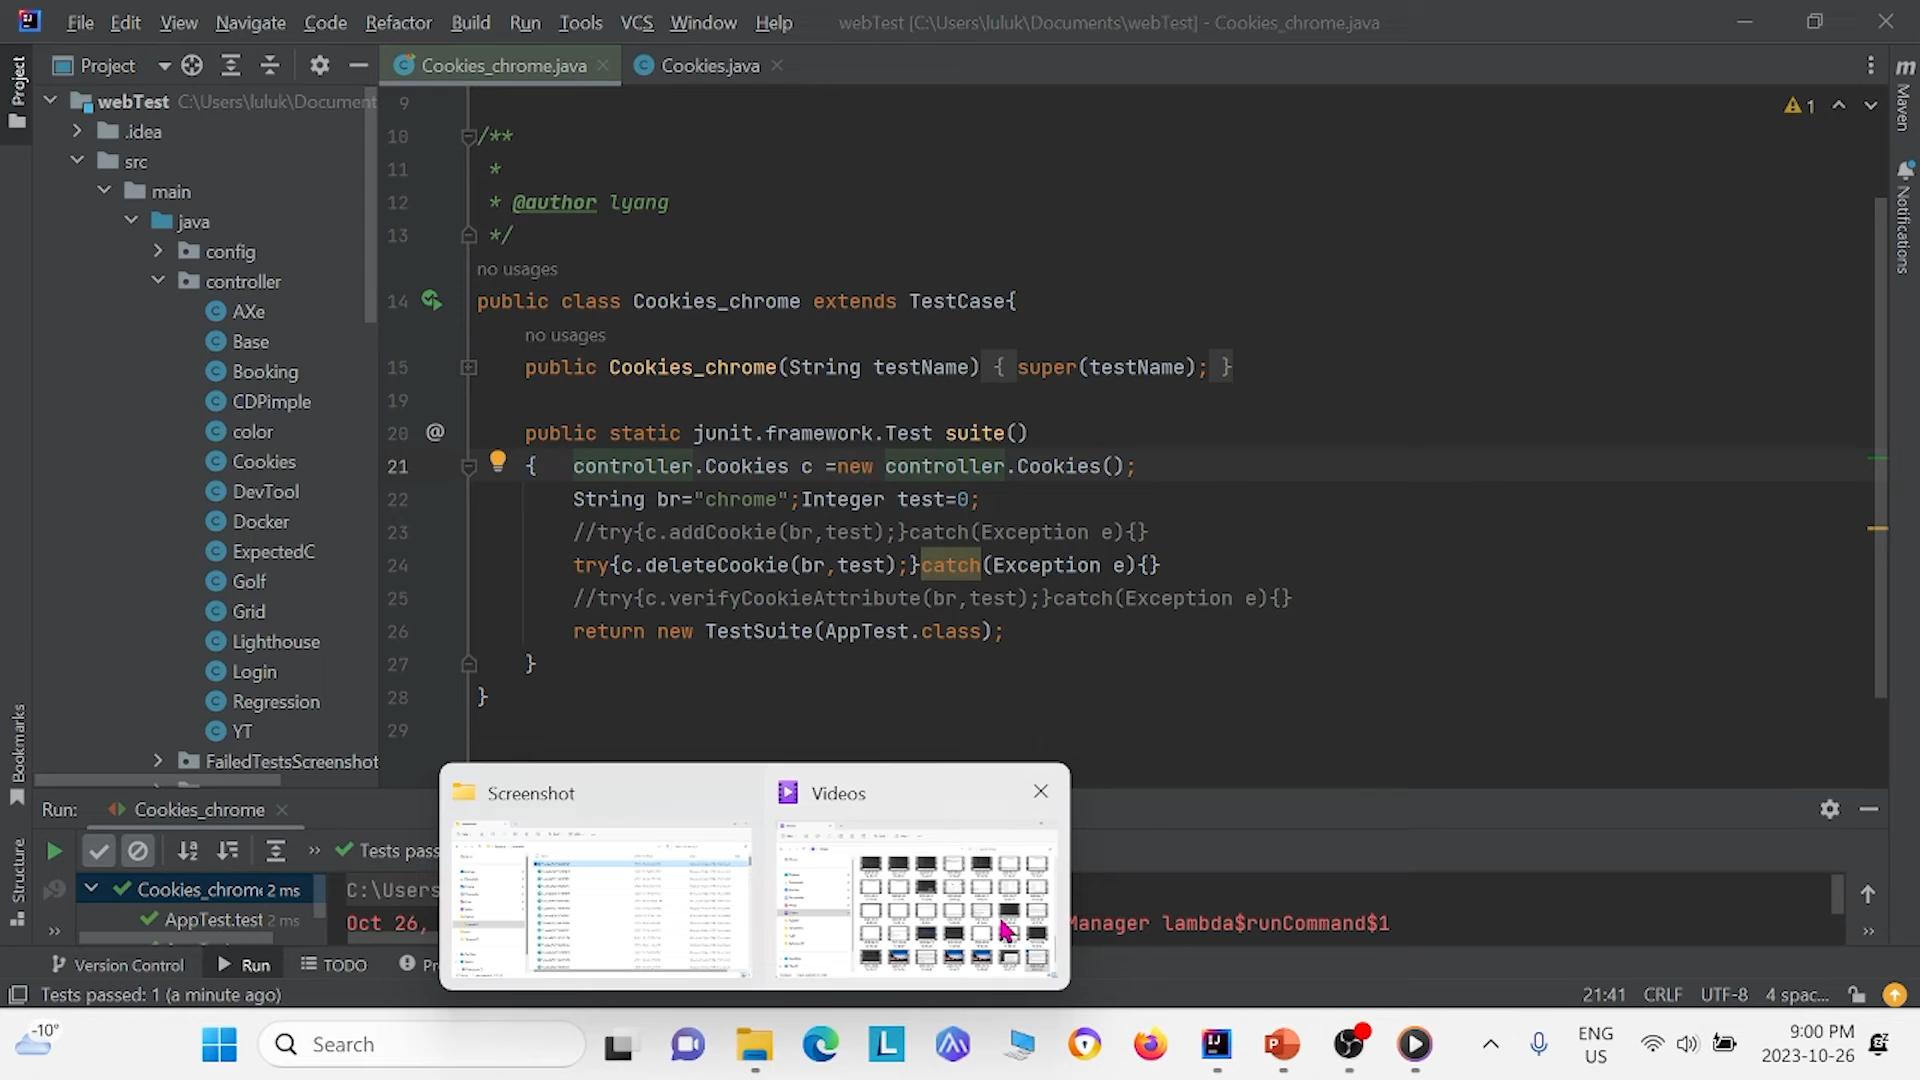 File Edit View Navigate Code Refactor Build Run Tools VCS Window Help
webTest [C:\Users\luluk\Documents\webTest] - Cookies_chrome.java
Project
Cookies_chrome.java
Cookies.java
Project
webTest C:\Users\luluk\Document
.idea
src
main
java
config
controller
AXe
Base
Booking
CDPimple
color
Cookies
DevTool
Docker
ExpectedC
Golf
Grid
Lighthouse
Login
Regression
YT
FailedTestsScreenshot
Bookmarks
Structure
9
10 /**
11 *
12 * @author lyang
13 */
no usages
14 public class Cookies_chrome extends TestCase{
no usages
15 public Cookies_chrome(String testName) { super(testName); }
19
20 @ public static junit.framework.Test suite()
21 { controller.Cookies c =new controller.Cookies();
22 String br="chrome";Integer test=0;
23 //try{c.addCookie(br,test);}catch(Exception e){}
24 try{c.deleteCookie(br,test);}catch(Exception e){}
25 //try{c.verifyCookieAttribute(br,test);}catch(Exception e){}
26 return new TestSuite(AppTest.class);
27 }
28 }
29
1
m
Maven
Notifications
Run: Cookies_chrome
Tests pass
Cookies_chrome 2 ms
AppTest.test 2 ms
C:\Users
Oct 26,
Manager lambda$runCommand$1
Screenshot
Videos
Version Control Run TODO
Tests passed: 1 (a minute ago)
21:41 CRLF UTF-8 4 spac...
-10°
Search
ENG
US
9:00 PM
2023-10-26